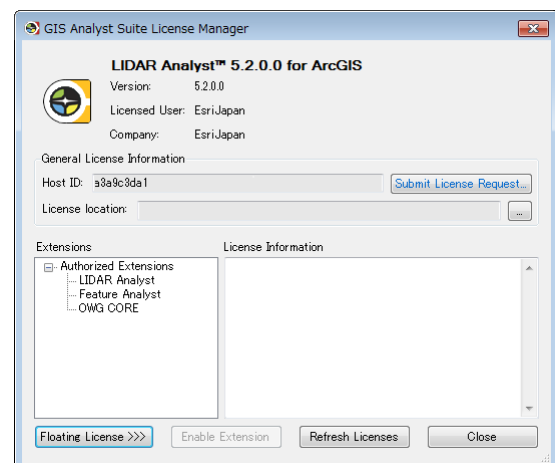 GIS Analyst Suite License Manager
LIDAR Analyst™ 5.2.0.0 for ArcGIS
Version: 5.2.0.0
Licensed User: EsriJapan
Company: EsriJapan
General License Information
Host ID: a3a9c3da1
Submit License Request...
License location:
...
Extensions
License Information
Authorized Extensions
LIDAR Analyst
Feature Analyst
OWG CORE
Floating License >>>
Enable Extension
Refresh Licenses
Close